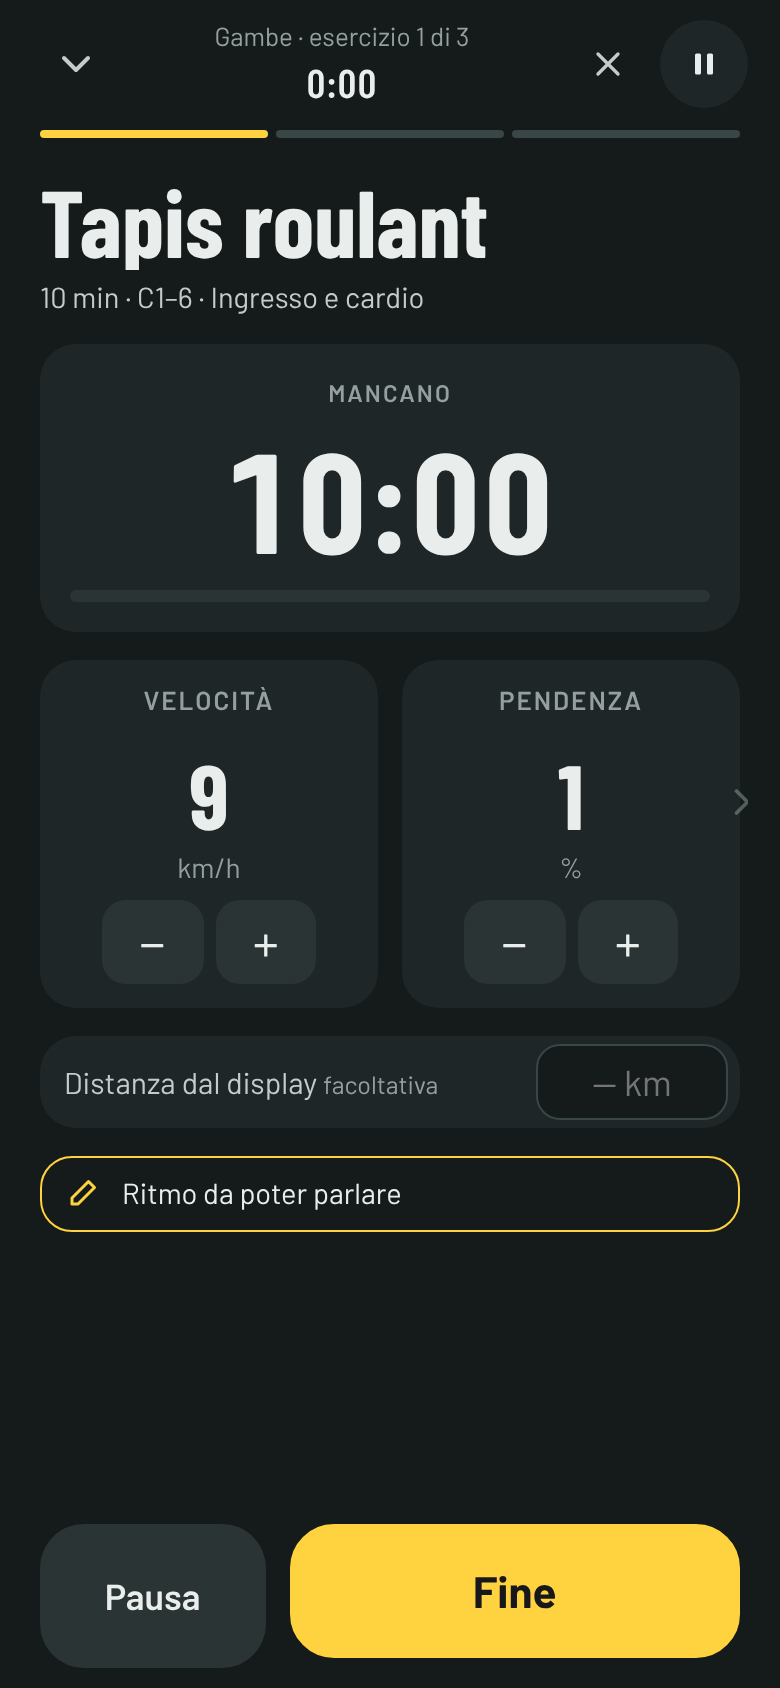 Gambe · esercizio 1 di 3
0:00
Tapis roulant
10 min · C1–6 · Ingresso e cardio
MANCANO
10:00
VELOCITÀ
9
km/h
− +
PENDENZA
1
%
− +
Distanza dal display facoltativa
— km
Ritmo da poter parlare
Pausa
Fine